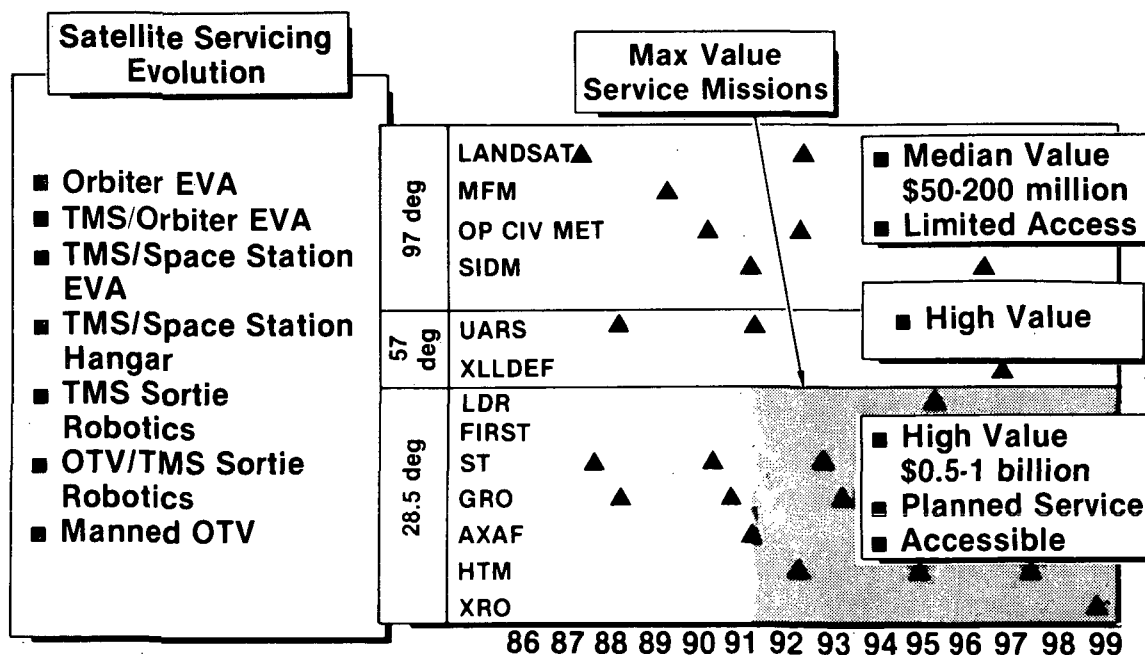 Satellite Servicing
Evolution
■ Orbiter EVA
■ TMS/Orbiter EVA
■ TMS/Space Station
EVA
■ TMS/Space Station
Hangar
■ TMS Sortie
Robotics
■ OTV/TMS Sortie
Robotics
■ Manned OTV
Max Value
Service Missions
97 deg
LANDSAT
MFM
OP CIV MET
SIDM
■ Median Value
$50-200 million
■ Limited Access
57
deg
UARS
XLLDEF
■ High Value
28.5 deg
LDR
FIRST
ST
GRO
AXAF
HTM
XRO
■ High Value
$0.5-1 billion
■ Planned Service
■ Accessible
86 87 88 89 90 91 92 93 94 95 96 97 98 99